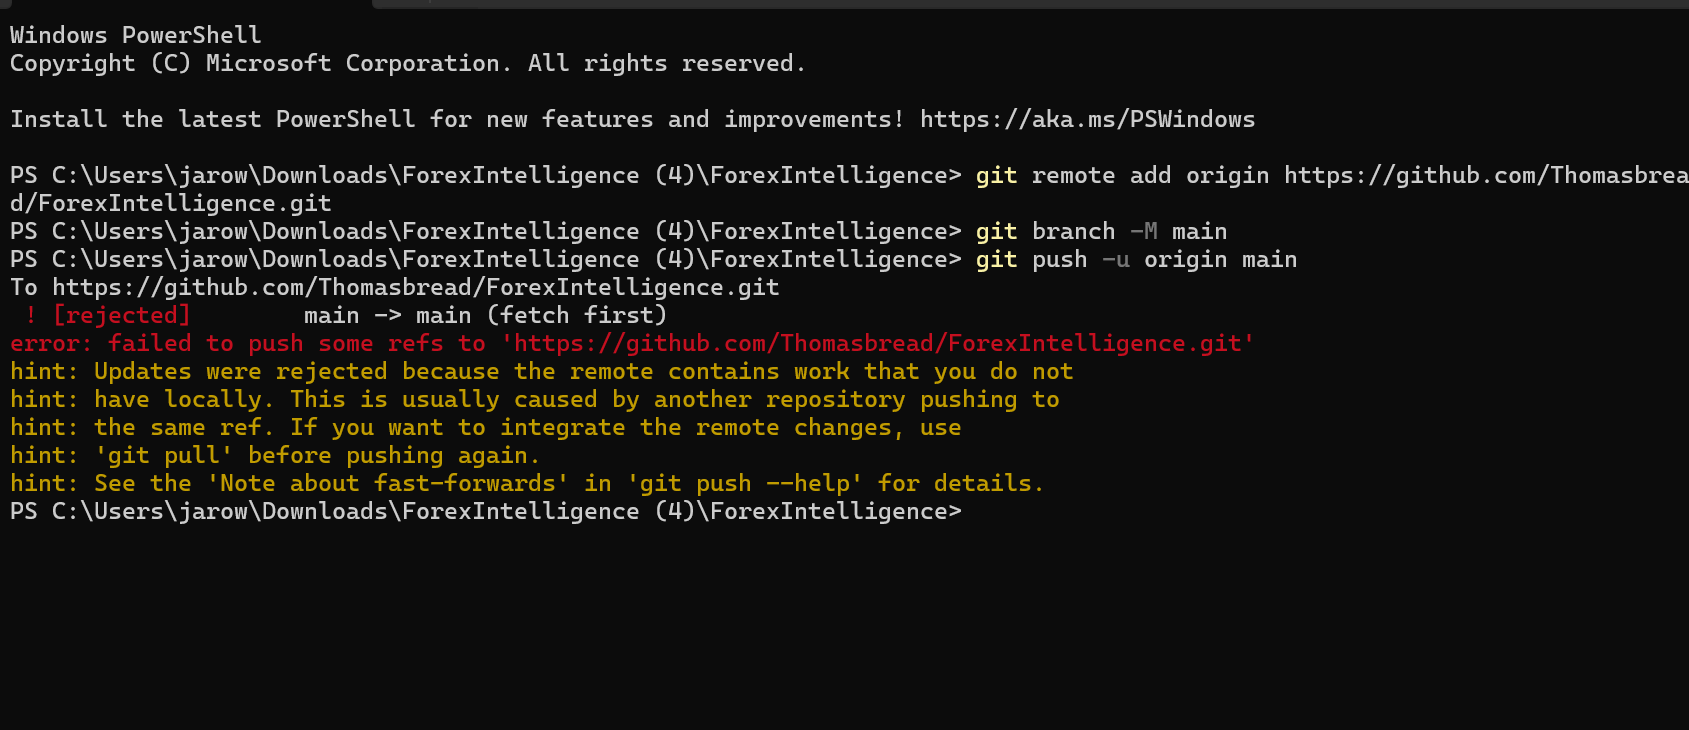 Windows PowerShell
Copyright (C) Microsoft Corporation. All rights reserved.
Install the latest PowerShell for new features and improvements! https://aka.ms/PSWindows
PS C:\Users\jarow\Downloads\ForexIntelligence (4)\ForexIntelligence> git remote add origin https://github.com/Thomasbrea
d/ForexIntelligence.git
PS C:\Users\jarow\Downloads\ForexIntelligence (4)\ForexIntelligence> git branch -M main
PS C:\Users\jarow\Downloads\ForexIntelligence (4)\ForexIntelligence> git push -u origin main
To https://github.com/Thomasbread/ForexIntelligence.git
 ! [rejected]        main -> main (fetch first)
error: failed to push some refs to 'https://github.com/Thomasbread/ForexIntelligence.git'
hint: Updates were rejected because the remote contains work that you do not
hint: have locally. This is usually caused by another repository pushing to
hint: the same ref. If you want to integrate the remote changes, use
hint: 'git pull' before pushing again.
hint: See the 'Note about fast-forwards' in 'git push --help' for details.
PS C:\Users\jarow\Downloads\ForexIntelligence (4)\ForexIntelligence>